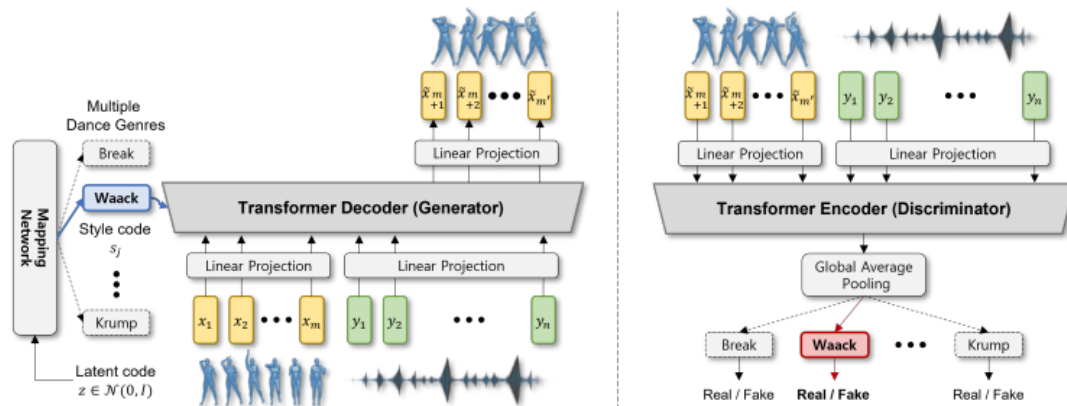 Multiple
Dance Genres
Break
Waack
Style code
s_j
Krump
Mapping
Network
Latent code
z ∈ 𝒩(0, I)
x̃_{m+1} x̃_{m+2} ••• x̃_{m'}
Linear Projection
Transformer Decoder (Generator)
Linear Projection Linear Projection
x_1 x_2 ••• x_m y_1 y_2 ••• y_n
x̃_{m+1} x̃_{m+2} ••• x̃_{m'} y_1 y_2 ••• y_n
Linear Projection Linear Projection
Transformer Encoder (Discriminator)
Global Average
Pooling
Break Waack ••• Krump
Real / Fake Real / Fake Real / Fake